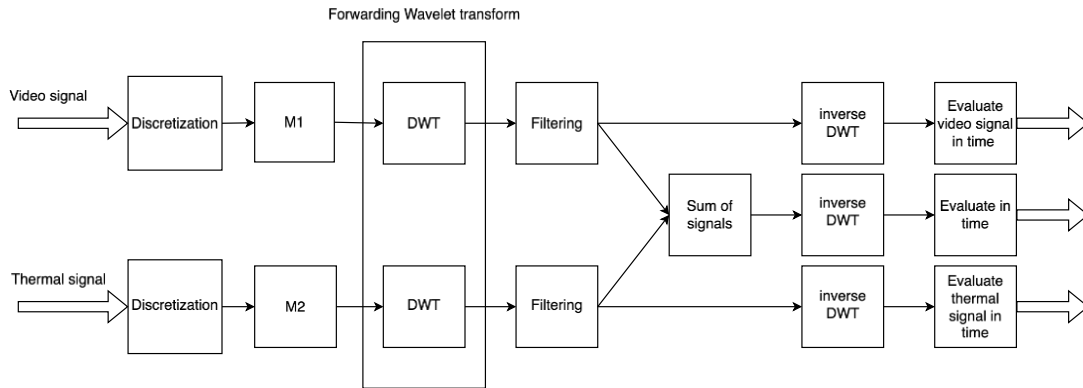 Forwarding Wavelet transform
Video signal
Discretization
M1
DWT
Filtering
inverse
DWT
Evaluate
video signal
in time
Sum of
signals
inverse
DWT
Evaluate in
time
Thermal signal
Discretization
M2
DWT
Filtering
inverse
DWT
Evaluate
thermal
signal in
time